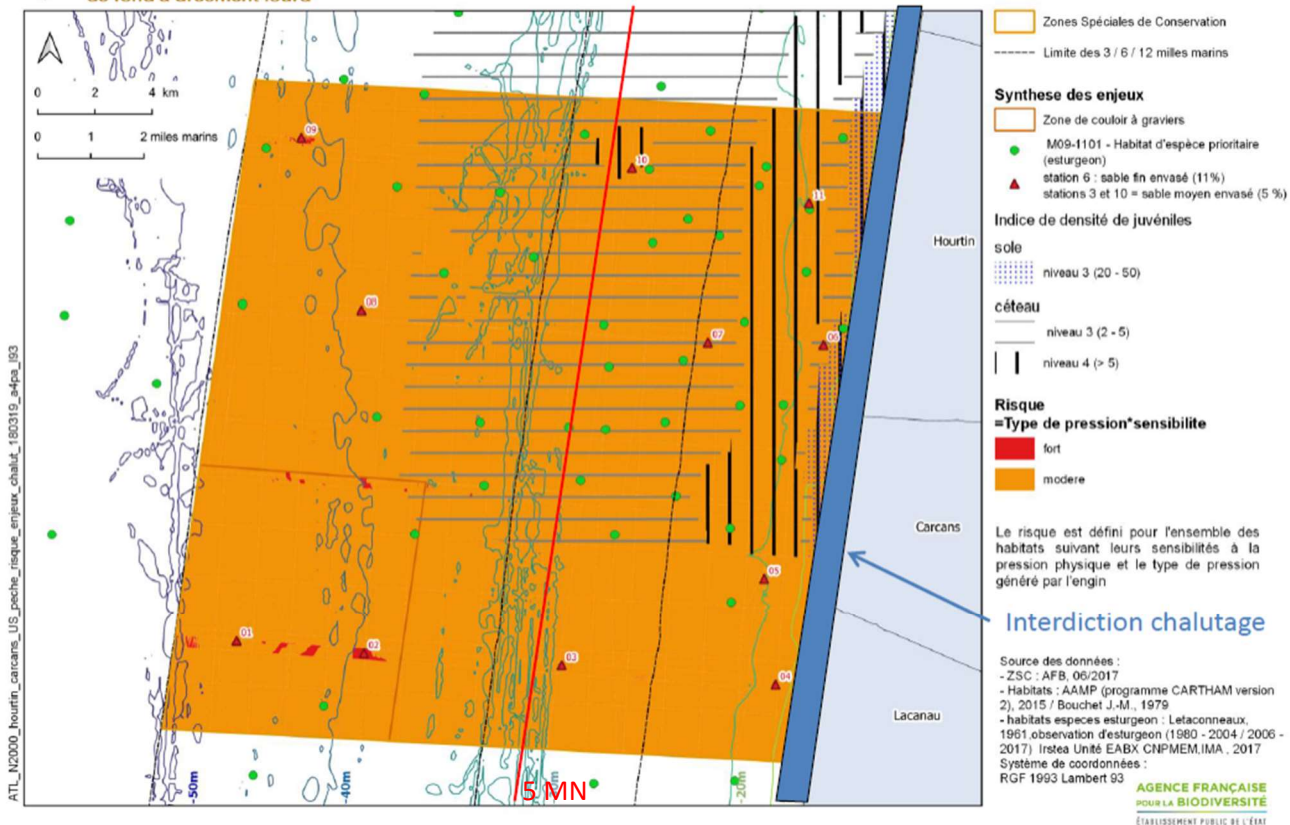 0 2 4 km
0 1 2 miles marins
09
10
11
08
07
06
05
01
02
03
04
Hourtin
Carcans
Lacanau
-50m
-40m
-20m
5 MN
ATL_N2000_hourtin_carcans_US_peche_risque_enjeux_chalut_180319_a4pa_l93
Zones Spéciales de Conservation
Limite des 3 / 6 / 12 milles marins
Synthese des enjeux
Zone de couloir à graviers
M09-1101 - Habitat d'espèce prioritaire
(esturgeon)
station 6 : sable fin envasé (11%)
stations 3 et 10 = sable moyen envasé (5 %)
Indice de densité de juvéniles
sole
niveau 3 (20 - 50)
céteau
niveau 3 (2 - 5)
niveau 4 (> 5)
Risque
=Type de pression*sensibilite
fort
modere
Le risque est défini pour l'ensemble des
habitats suivant leurs sensibilités à la
pression physique et le type de pression
généré par l'engin
Interdiction chalutage
Source des données :
- ZSC : AFB, 06/2017
- Habitats : AAMP (programme CARTHAM version
2), 2015 / Bouchet J.-M., 1979
- habitats especes esturgeon : Letaconneaux,
1961,observation d'esturgeon (1980 - 2004 / 2006 -
2017) Irstea Unité EABX CNPMEM,IMA , 2017
Système de coordonnées :
RGF 1993 Lambert 93
AGENCE FRANÇAISE
POUR LA BIODIVERSITÉ
ÉTABLISSEMENT PUBLIC DE L'ÉTAT